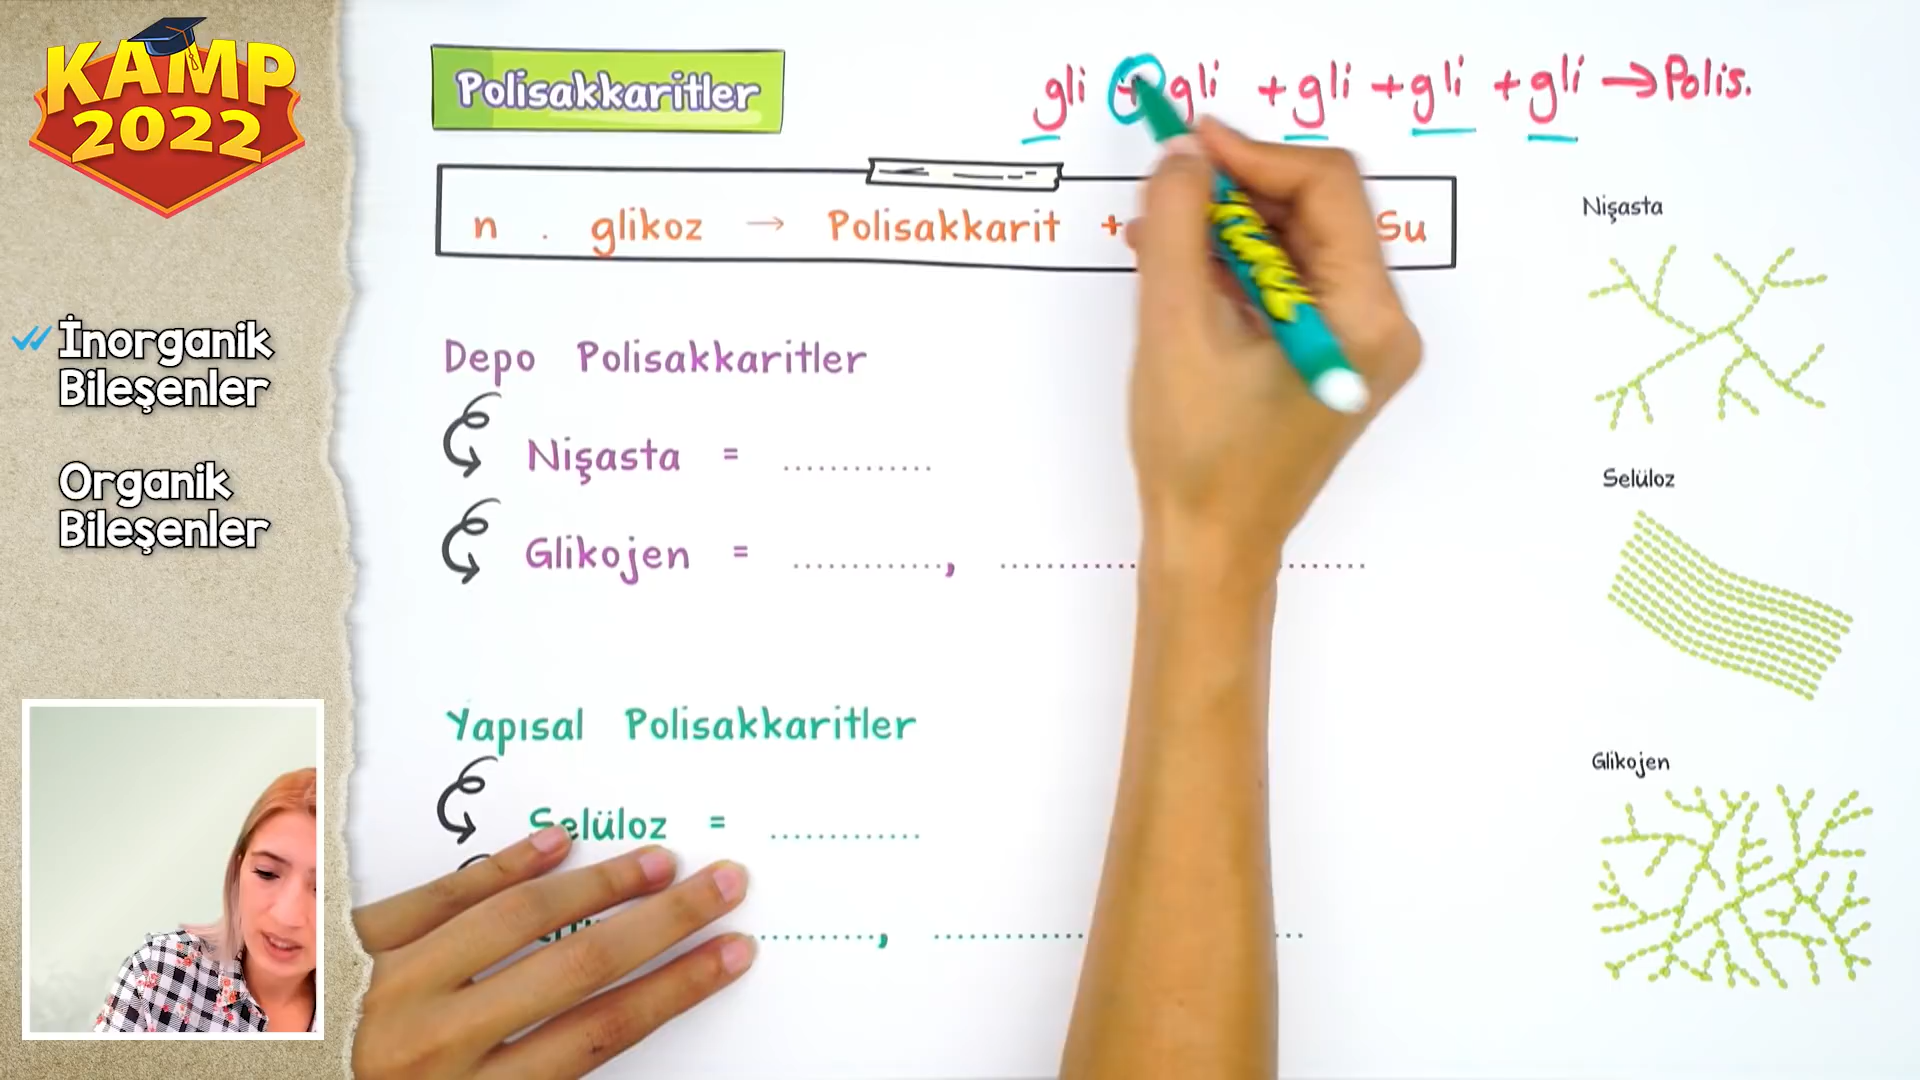 KAMP
2022
İnorganik
Bileşenler
Organik
Bileşenler
Polisakkaritler
gli + gli + gli + gli + gli → Polis.
n . glikoz → Polisakkarit + Su
Depo Polisakkaritler
Nişasta = .............
Glikojen = ............., ..............................
Yapısal Polisakkaritler
Selüloz = .............
Nişasta
Selüloz
Glikojen